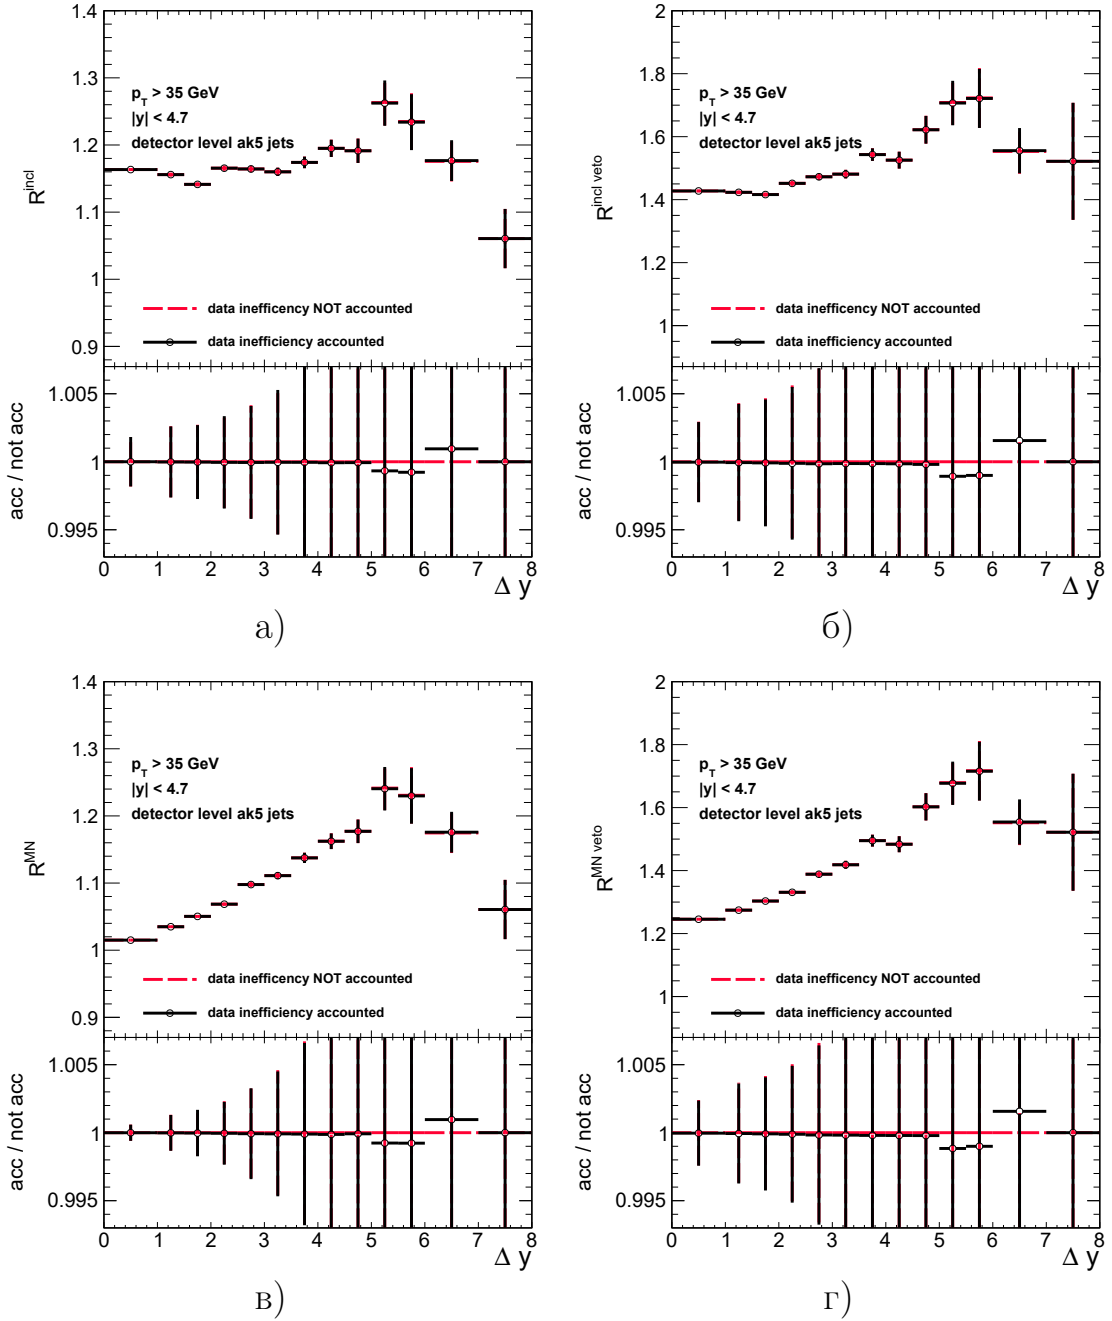 1.4
1.3
1.2
1.1
1
0.9
R^incl
p_T > 35 GeV
|y| < 4.7
detector level ak5 jets
data inefficency NOT accounted
data inefficiency accounted
1.005
1
0.995
acc / not acc
0 1 2 3 4 5 6 7 8
Δ y
а)
2
1.8
1.6
1.4
1.2
1
R^incl veto
p_T > 35 GeV
|y| < 4.7
detector level ak5 jets
data inefficency NOT accounted
data inefficiency accounted
1.005
1
0.995
acc / not acc
0 1 2 3 4 5 6 7 8
Δ y
б)
1.4
1.3
1.2
1.1
1
0.9
R^MN
p_T > 35 GeV
|y| < 4.7
detector level ak5 jets
data inefficency NOT accounted
data inefficiency accounted
1.005
1
0.995
acc / not acc
0 1 2 3 4 5 6 7 8
Δ y
в)
2
1.8
1.6
1.4
1.2
1
R^MN veto
p_T > 35 GeV
|y| < 4.7
detector level ak5 jets
data inefficency NOT accounted
data inefficiency accounted
1.005
1
0.995
acc / not acc
0 1 2 3 4 5 6 7 8
Δ y
г)